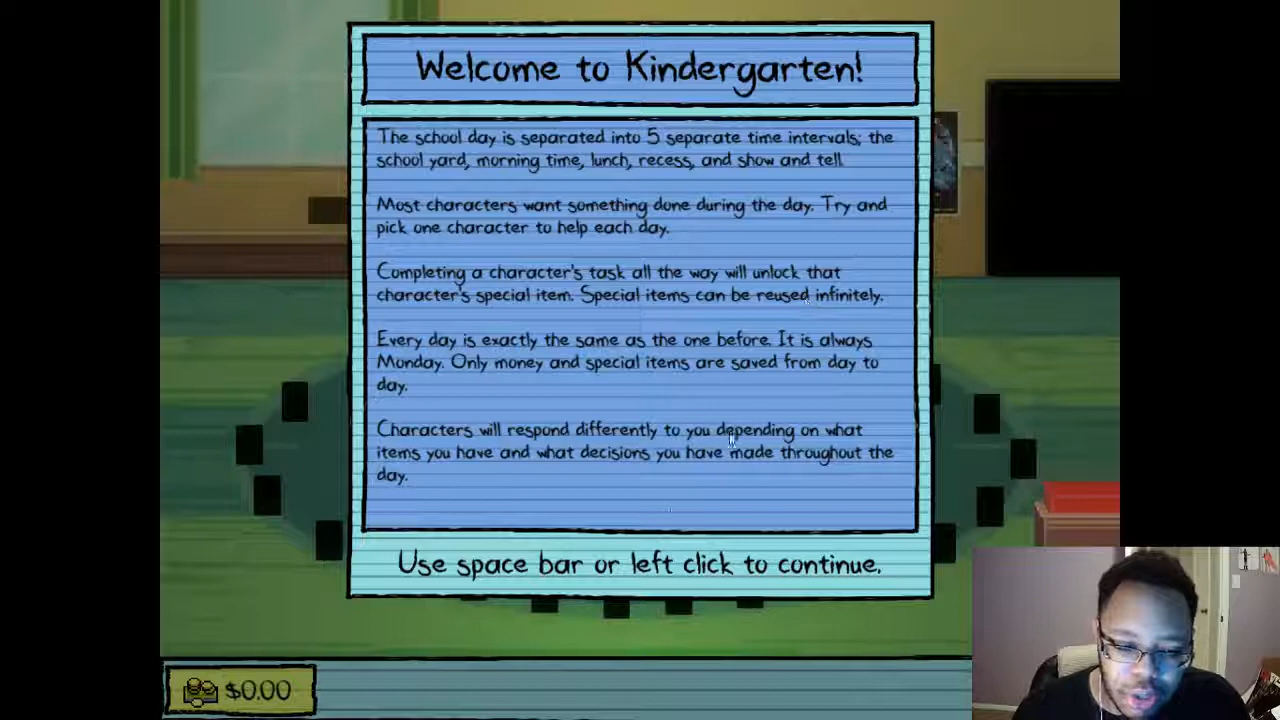 Welcome to Kindergarten!
The school day is separated into 5 separate time intervals; the
school yard, morning time, lunch, recess, and show and tell.
Most characters want something done during the day. Try and
pick one character to help each day.
Completing a character's task all the way will unlock that
character's special item. Special items can be reused infinitely.
Every day is exactly the same as the one before. It is always
Monday. Only money and special items are saved from day to
day.
Characters will respond differently to you depending on what
items you have and what decisions you have made throughout the
day.
Use space bar or left click to continue.
$0.00